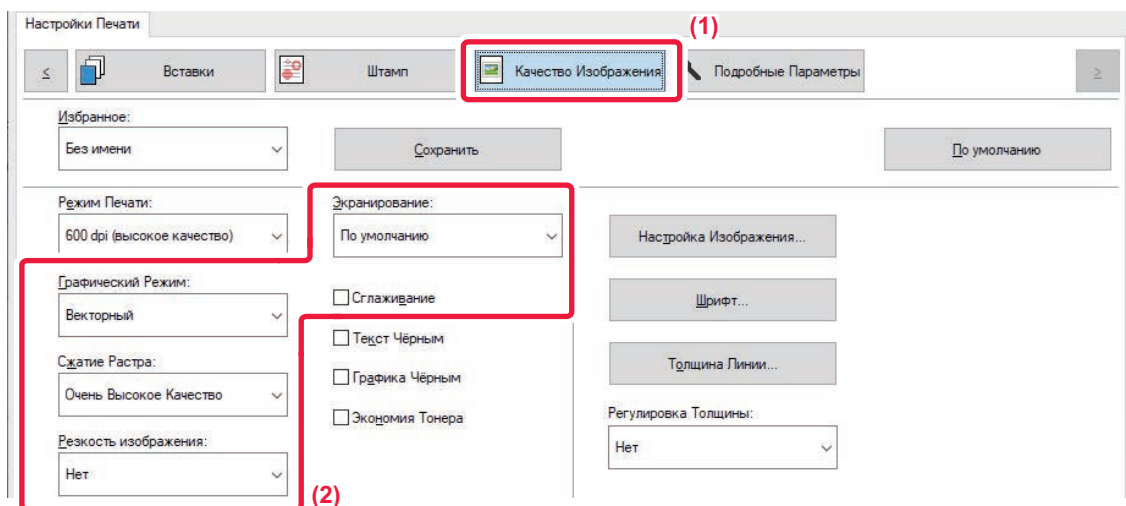 Настройки Печати
(1)
<
Вставки
Штамп
Качество Изображения
Подробные Параметры
>
Избранное:
Без имени
Сохранить
По умолчанию
Режим Печати:
600 dpi (высокое качество)
Экранирование:
По умолчанию
Настройка Изображения...
Графический Режим:
Векторный
Сглаживание
Шрифт...
Текст Чёрным
Сжатие Растра:
Очень Высокое Качество
Графика Чёрным
Толщина Линии...
Экономия Тонера
Регулировка Толщины:
Нет
Резкость изображения:
Нет
(2)